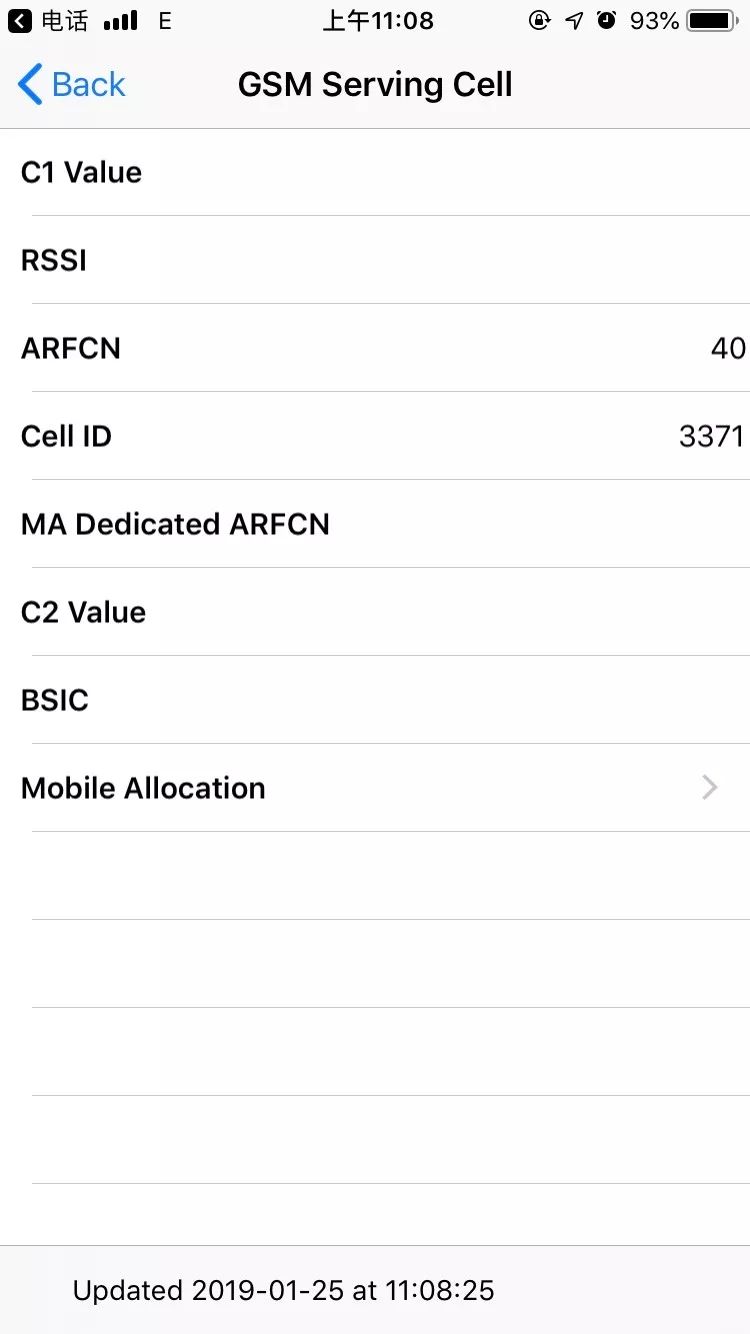 电话 E 上午11:08 93%
Back GSM Serving Cell
C1 Value
RSSI
ARFCN 40
Cell ID 3371
MA Dedicated ARFCN
C2 Value
BSIC
Mobile Allocation
Updated 2019-01-25 at 11:08:25